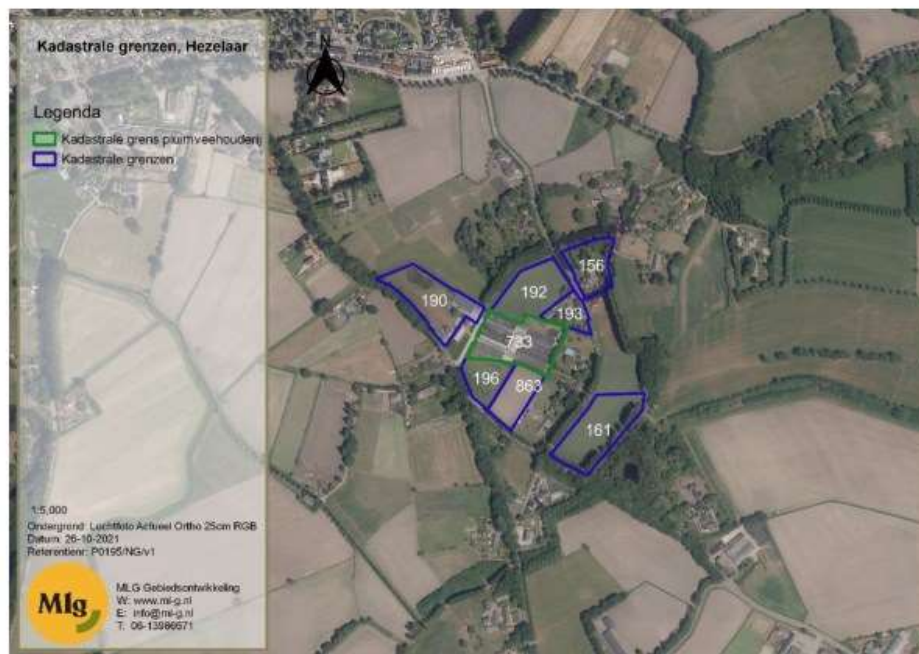 Kadastrale grenzen, Hezelaar
N
Legenda
Kadastrale grens pluimveehouderij
Kadastrale grenzen
156
192
190
193
733
196
863
161
1:5,000
Ondergrond: Luchtfoto Actueel Ortho 25cm RGB
Datum: 26-10-2021
Referentienr: P0195/NG/v1
Mlg
MLG Gebiedsontwikkeling
W: www.ml-g.nl
E: info@ml-g.nl
T: 06-13986671